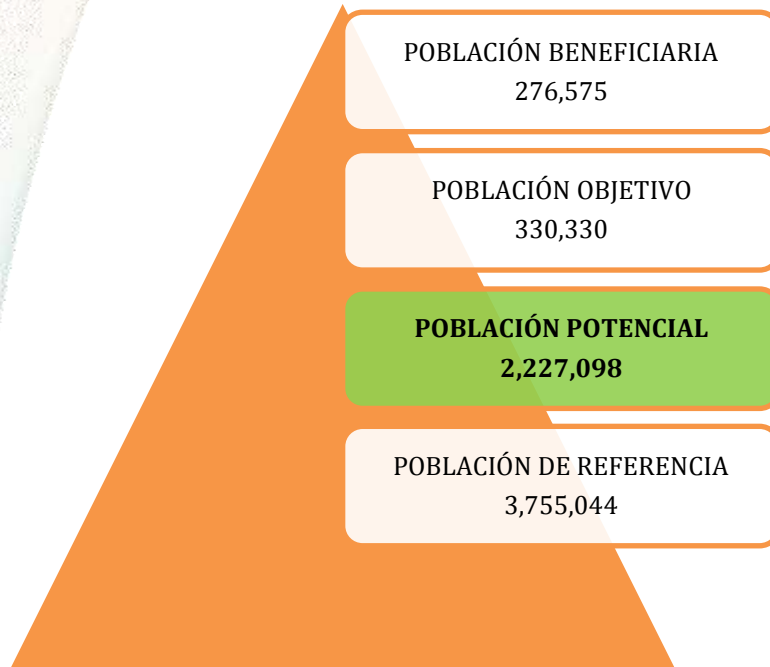 POBLACIÓN BENEFICIARIA
276,575
POBLACIÓN OBJETIVO
330,330
POBLACIÓN POTENCIAL
2,227,098
POBLACIÓN DE REFERENCIA
3,755,044